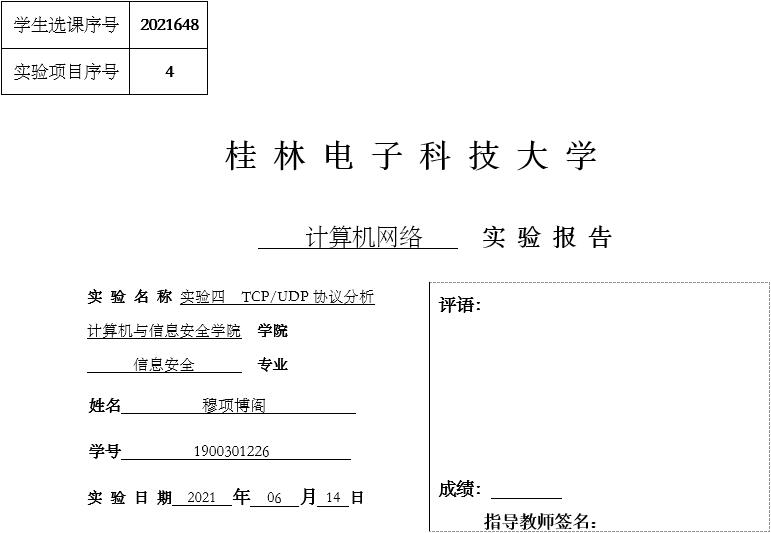 学生选课序号 2021648
实验项目序号 4
桂林电子科技大学
计算机网络 实验报告
实验名称 实验四 TCP/UDP 协议分析
计算机与信息安全学院 学院
信息安全 专业
姓名 穆项博阁
学号 1900301226
实验日期 2021 年 06 月 14 日
评语：
成绩：
指导教师签名：